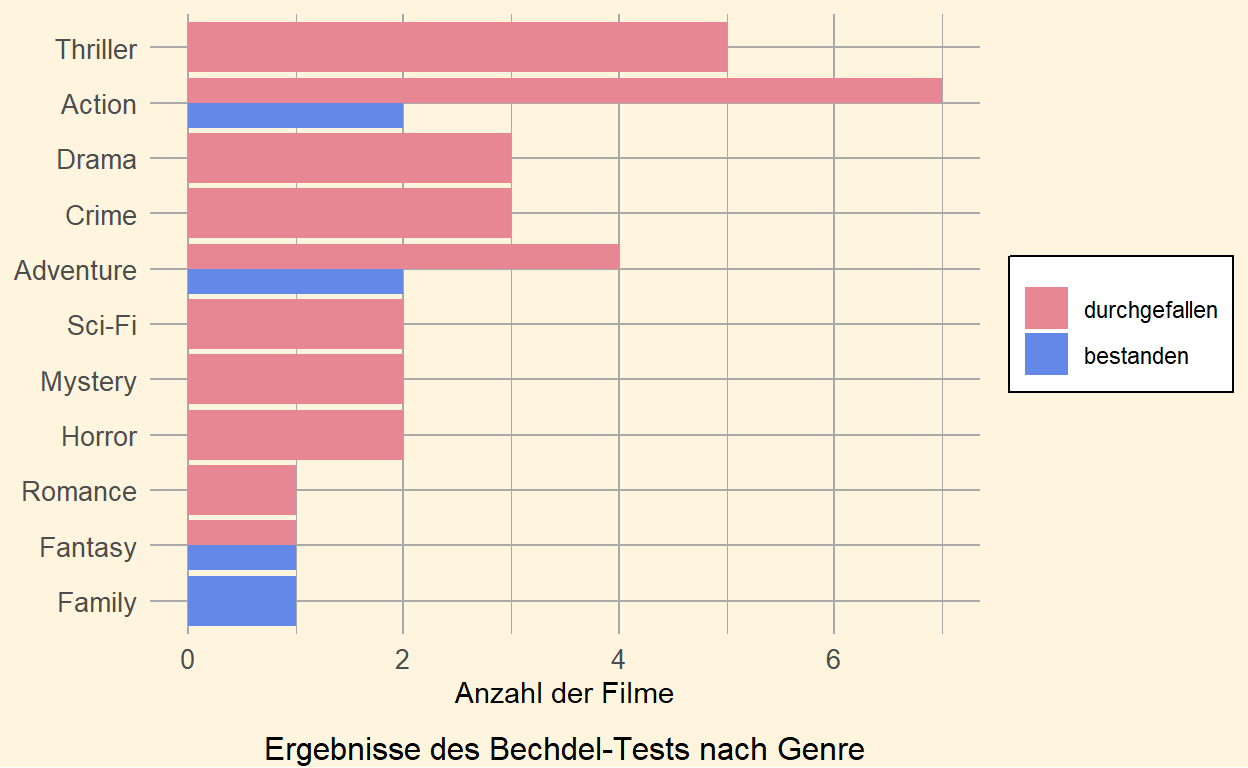 Thriller
Action
Drama
Crime
Adventure
Sci-Fi
Mystery
Horror
Romance
Fantasy
Family
0 2 4 6
Anzahl der Filme
Ergebnisse des Bechdel-Tests nach Genre
durchgefallen
bestanden